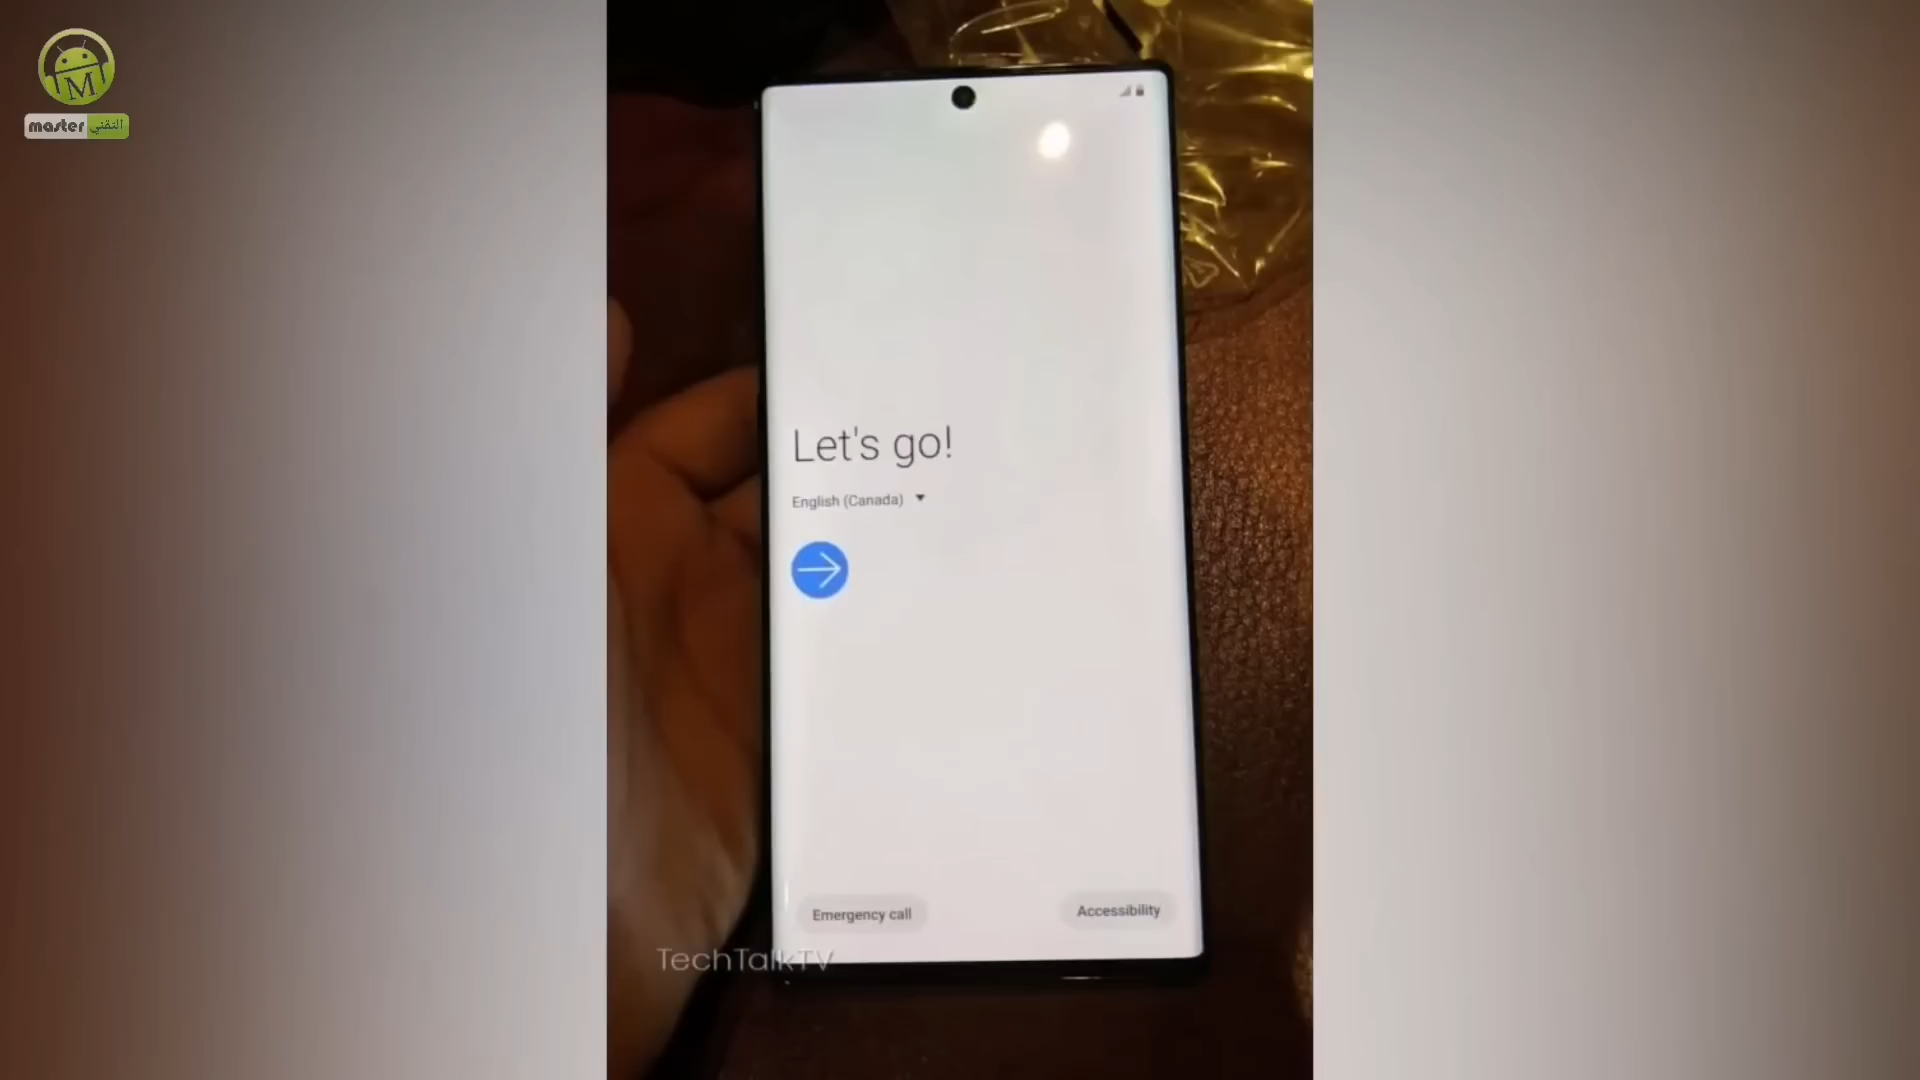 M
master التقني
Let's go!
English (Canada)
Emergency call
Accessibility
TechTalkTV